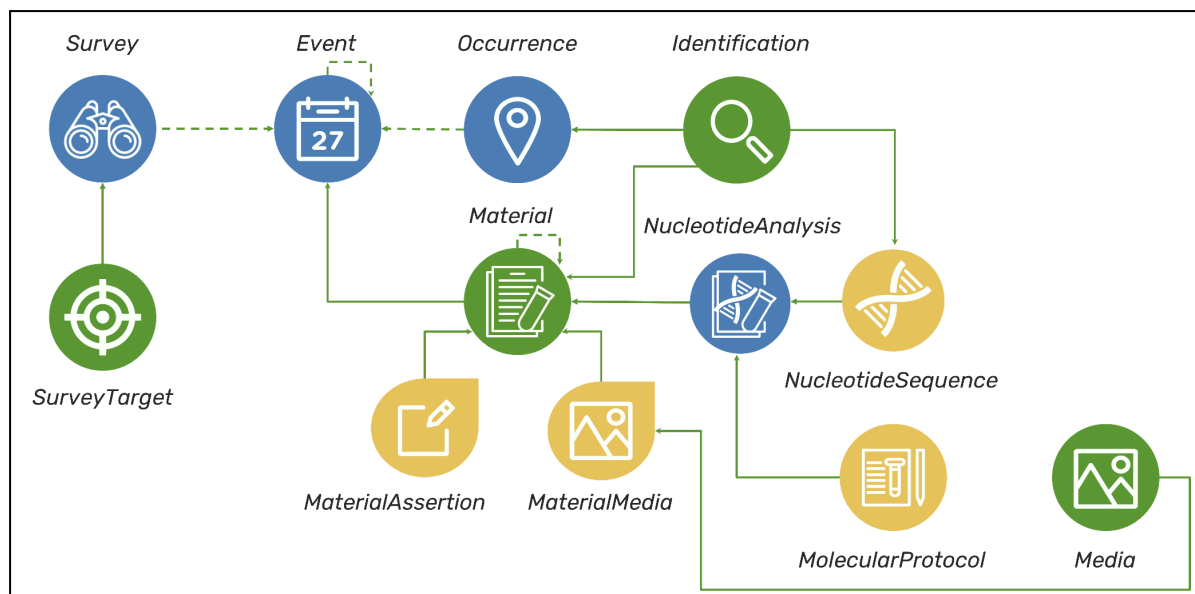 Survey
Event
Occurrence
Identification
27
Material
NucleotideAnalysis
SurveyTarget
NucleotideSequence
MaterialAssertion
MaterialMedia
MolecularProtocol
Media